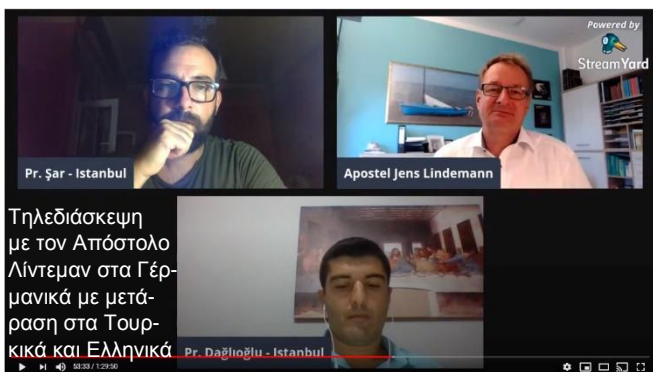 Powered by
StreamYard
Pr. Şar - Istanbul
Apostel Jens Lindemann
Τηλεδιάσκεψη
με τον Απόστολο
Λίντεμαν στα Γέρ-
μανικά με μετά-
ραση στα Τουρ-
κικά και Ελληνικά
Pr. Dağlıoğlu - Istanbul
53:33 / 1:29:50